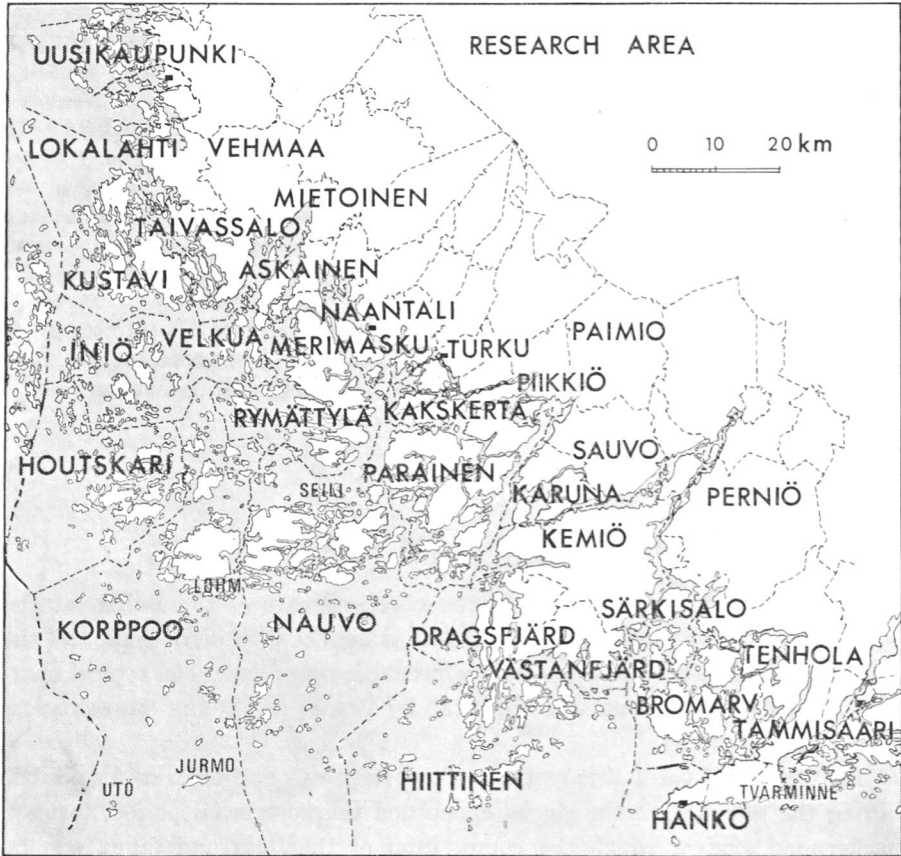 RESEARCH AREA
UUSIKAUPUNKI
0 10 20 km
LOKALAHTI
VEHMAA
MIETOINEN
TAIVASSALO
ASKAINEN
KUSTAVI
NAANTALI
VELKUA
MERIMASKU
TURKU
PAIMIO
INIÖ
PIIKKIÖ
RYMÄTTYLÄ
KAKSKERTA
SAUVO
HOUTSKARI
PARAINEN
SEILI
KARUNA
PERNIÖ
KEMIÖ
LOHM
SÄRKISALO
KORPPOO
NAUVO
DRAGSFJÄRD
TENHOLA
VÄSTANFJÄRD
BROMARV
TAMMISAARI
JURMO
UTÖ
HIITTINEN
TVÄRMINNE
HANKO